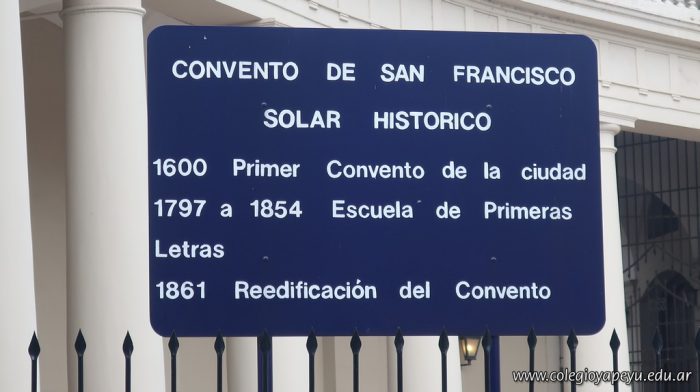 CONVENTO DE SAN FRANCISCO
SOLAR HISTORICO
1600 Primer Convento de la ciudad
1797 a 1854 Escuela de Primeras
Letras
1861 Reedificación del Convento
www.colegioyapeyu.edu.ar